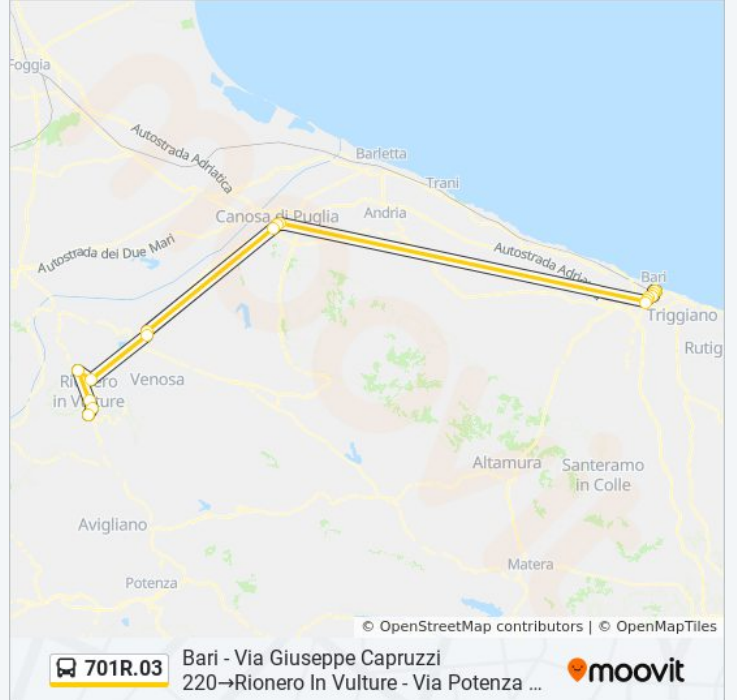 Foggia
Autostrada Adriatica
Barletta
Trani
Canosa di Puglia
Andria
Autostrada dei Due Mari
Autostrada Adria
Bari
Triggiano
Rutig
Venosa
in Vulture
Altamura
Santeramo
in Colle
Avigliano
Matera
Potenza
© OpenStreetMap contributors | © OpenMapTiles
701R.03
Bari - Via Giuseppe Capruzzi
220→Rionero In Vulture - Via Potenza ...
moovit